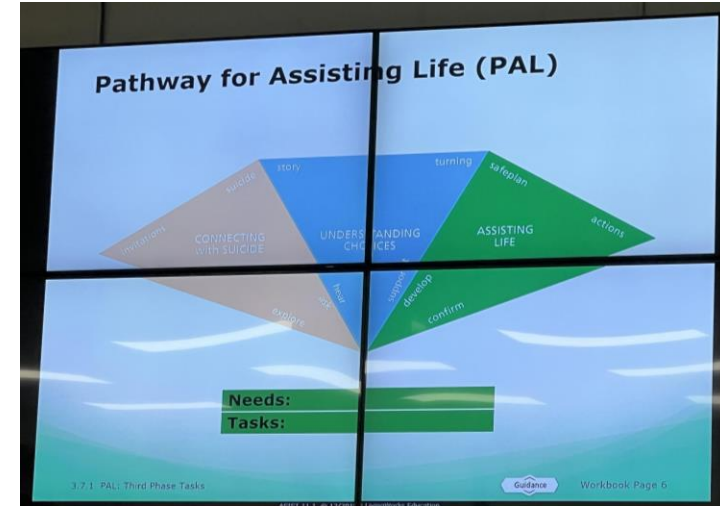 Pathway for Assisting Life (PAL)
suicide
story
turning
safeplan
invitations
actions
CONNECTING
with SUICIDE
UNDERSTANDING
CHOICES
ASSISTING
LIFE
explore
ask
hear
support
develop
confirm
Needs:
Tasks:
3.7.1 PAL: Third Phase Tasks
Guidance
Workbook Page 6